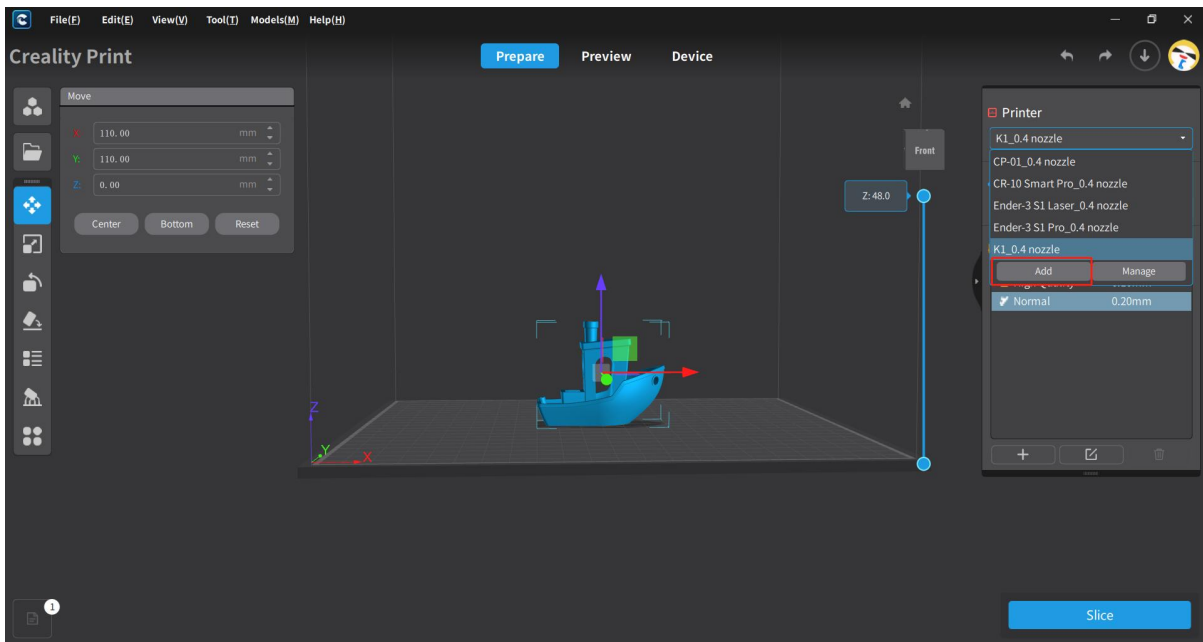 File(F) Edit(E) View(V) Tool(T) Models(M) Help(H)
Creality Print
Prepare Preview Device
Move
X: 110.00 mm
Y: 110.00 mm
Z: 0.00 mm
Center Bottom Reset
Front
Z: 48.0
Z
Y
X
Printer
K1_0.4 nozzle
CP-01_0.4 nozzle
CR-10 Smart Pro_0.4 nozzle
Ender-3 S1 Laser_0.4 nozzle
Ender-3 S1 Pro_0.4 nozzle
K1_0.4 nozzle
Add Manage
Normal 0.20mm
1
Slice